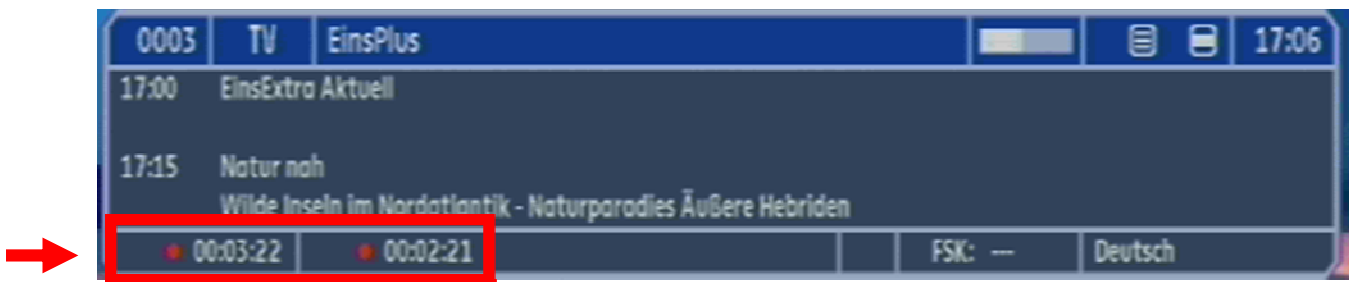 0003 TV EinsPlus 17:06
17:00 EinsExtra Aktuell
17:15 Natur nah
Wilde Inseln im Nordatlantik - Naturparadies Äußere Hebriden
00:03:22 00:02:21 FSK: --- Deutsch